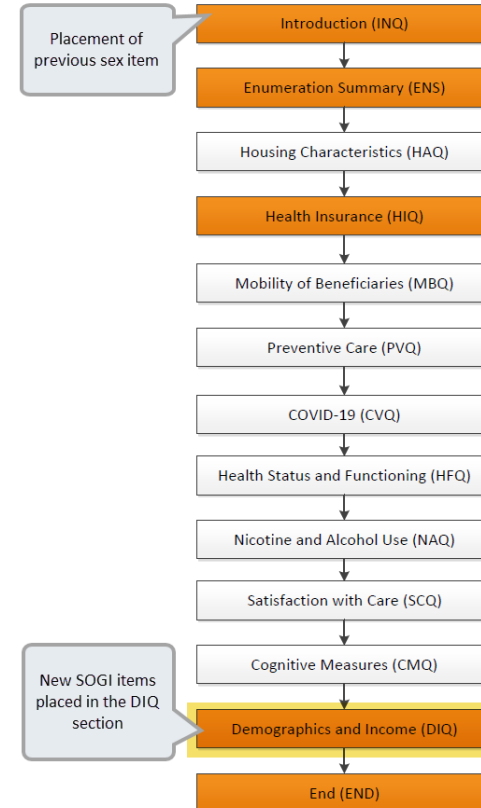 Placement of
previous sex item
Introduction (INQ)
Enumeration Summary (ENS)
Housing Characteristics (HAQ)
Health Insurance (HIQ)
Mobility of Beneficiaries (MBQ)
Preventive Care (PVQ)
COVID-19 (CVQ)
Health Status and Functioning (HFQ)
Nicotine and Alcohol Use (NAQ)
Satisfaction with Care (SCQ)
Cognitive Measures (CMQ)
New SOGI items
placed in the DIQ
section
Demographics and Income (DIQ)
End (END)